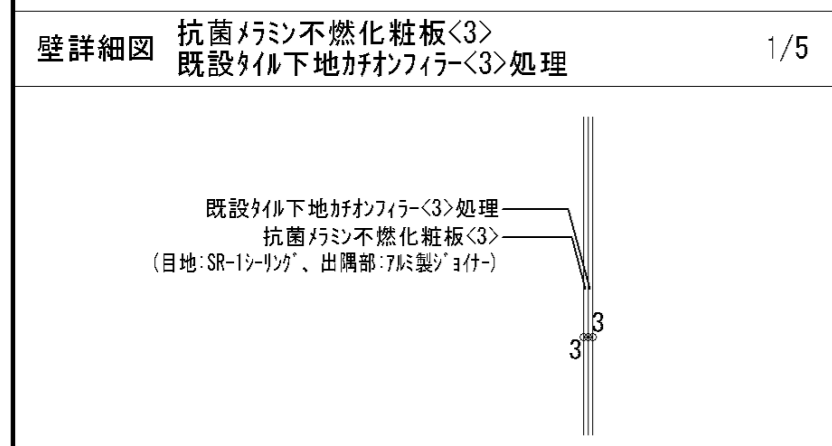 壁詳細図
抗菌ﾒﾗﾐﾝ不燃化粧板<3>
既設ﾀｲﾙ下地ｶﾁｵﾝﾌｨﾗｰ<3>処理
1/5
既設ﾀｲﾙ下地ｶﾁｵﾝﾌｨﾗｰ<3>処理
抗菌ﾒﾗﾐﾝ不燃化粧板<3>
(目地:SR-1ｼｰﾘﾝｸﾞ、出隅部:ｱﾙﾐ製ｼﾞｮｲﾅｰ)
3
3